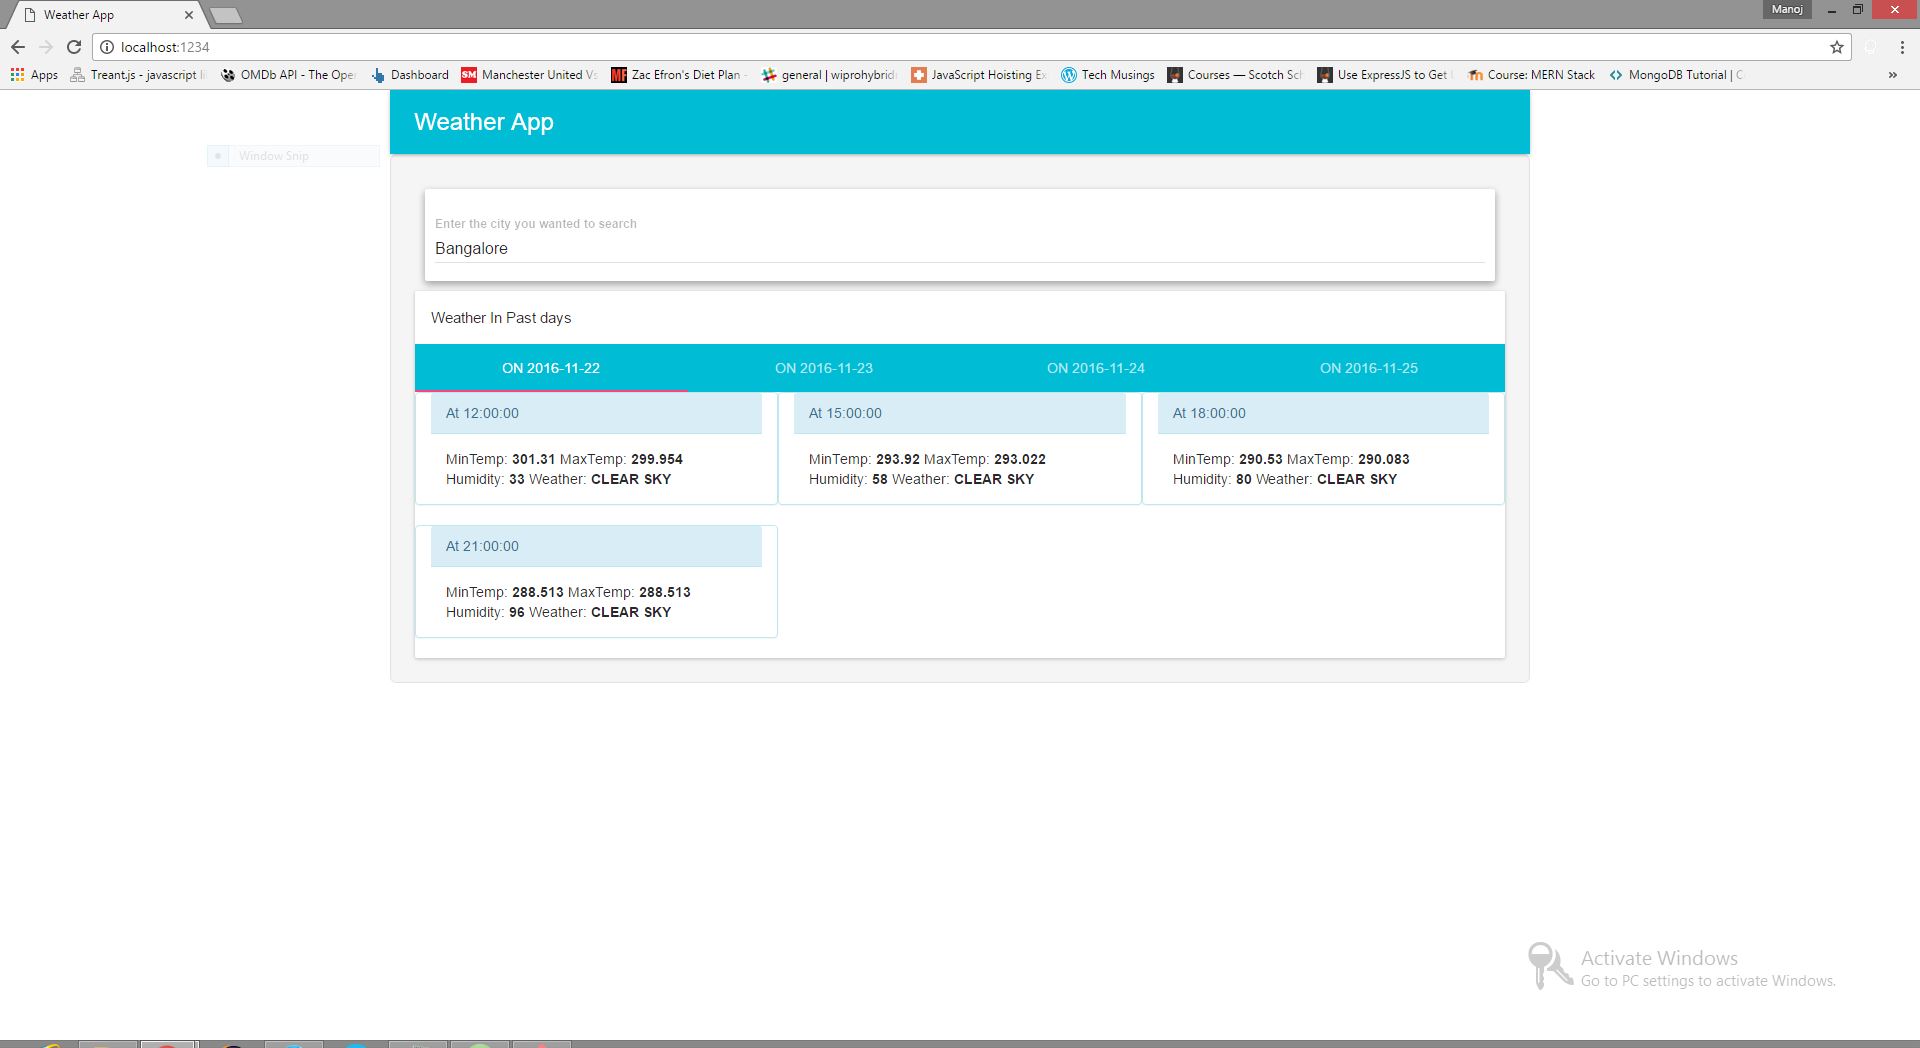 Weather App
Manoj
localhost:1234
Apps Treant.js - javascript li OMDb API - The Oper Dashboard Manchester United Vs Zac Efron's Diet Plan - general | wiprohybrid JavaScript Hoisting Ex Tech Musings Courses — Scotch Sch Use ExpressJS to Get Course: MERN Stack MongoDB Tutorial | C »
Weather App
Window Snip
Enter the city you wanted to search
Bangalore
Weather In Past days
ON 2016-11-22 ON 2016-11-23 ON 2016-11-24 ON 2016-11-25
At 12:00:00 At 15:00:00 At 18:00:00
MinTemp: 301.31 MaxTemp: 299.954 MinTemp: 293.92 MaxTemp: 293.022 MinTemp: 290.53 MaxTemp: 290.083
Humidity: 33 Weather: CLEAR SKY Humidity: 58 Weather: CLEAR SKY Humidity: 80 Weather: CLEAR SKY
At 21:00:00
MinTemp: 288.513 MaxTemp: 288.513
Humidity: 96 Weather: CLEAR SKY
Activate Windows
Go to PC settings to activate Windows.